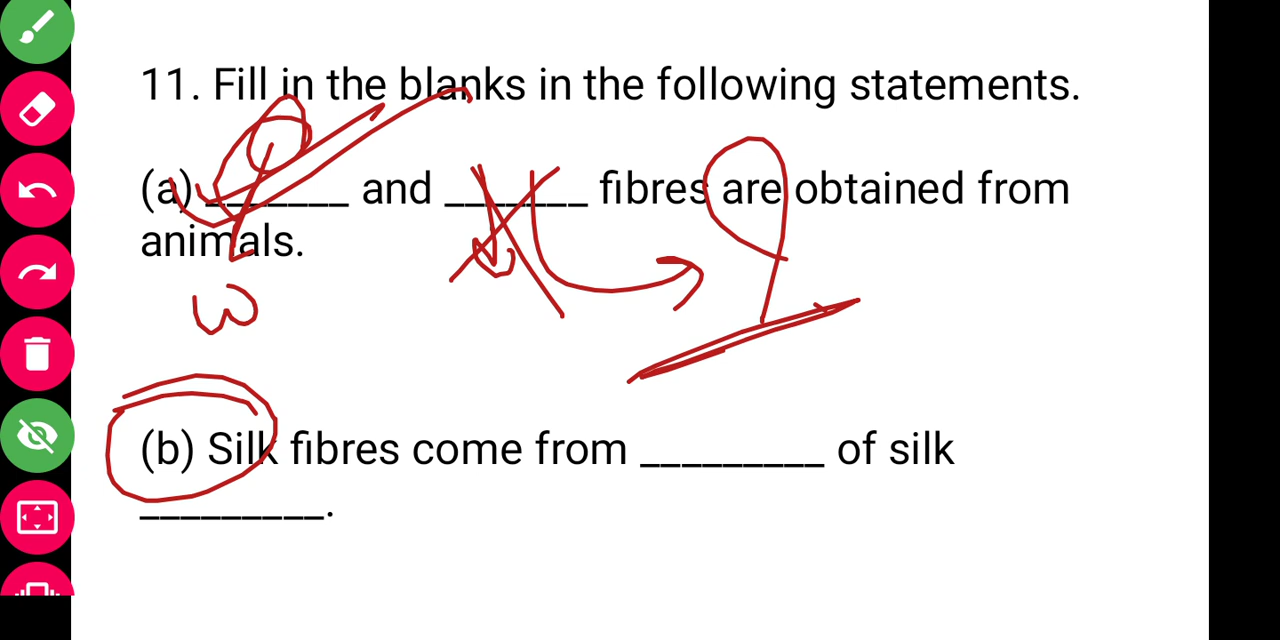 11. Fill in the blanks in the following statements.
(a) _______ and _______ fibres are obtained from
animals.
W
(b) Silk fibres come from _________ of silk
_________.